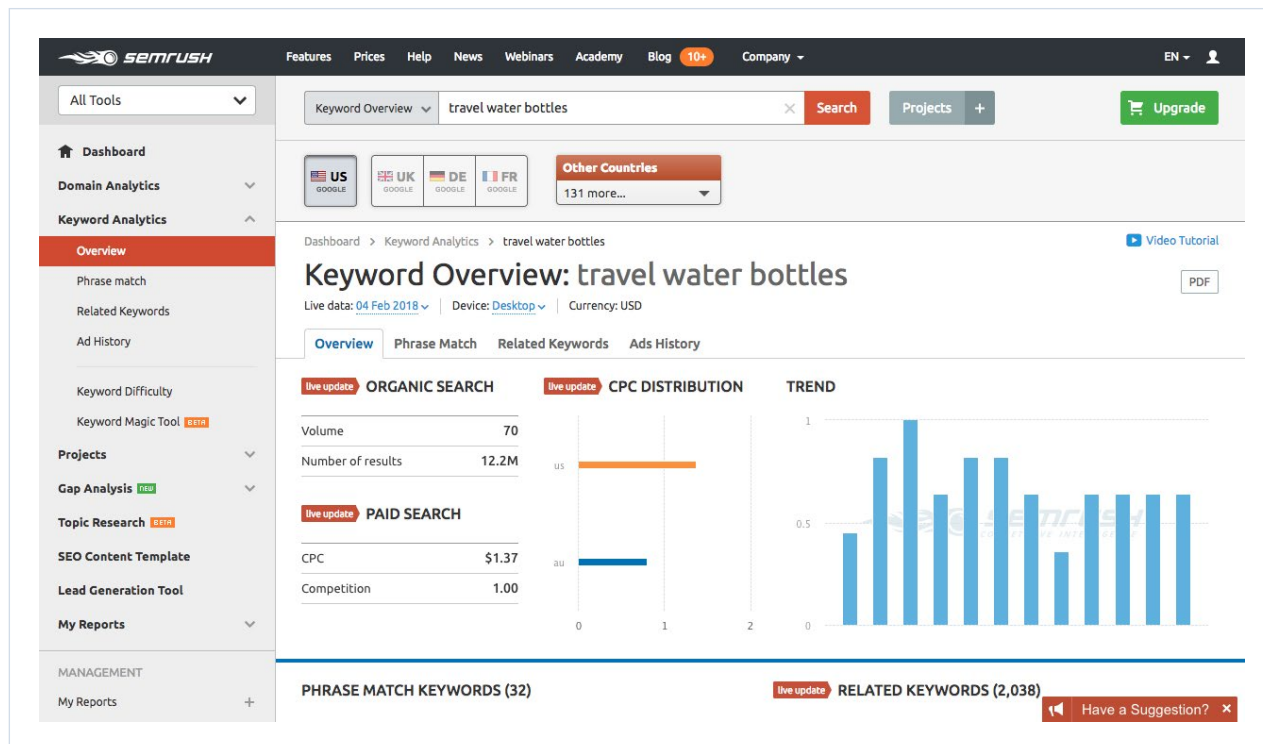 semrush Features Prices Help News Webinars Academy Blog 10+ Company EN
All Tools
Keyword Overview travel water bottles × Search Projects + Upgrade
Dashboard
Domain Analytics
Keyword Analytics
Overview
Phrase match
Related Keywords
Ad History
Keyword Difficulty
Keyword Magic Tool BETA
Projects
Gap Analysis NEW
Topic Research BETA
SEO Content Template
Lead Generation Tool
My Reports
MANAGEMENT
My Reports +
US GOOGLE
UK GOOGLE
DE GOOGLE
FR GOOGLE
Other Countries
131 more...
Dashboard > Keyword Analytics > travel water bottles
Video Tutorial
Keyword Overview: travel water bottles
PDF
Live data: 04 Feb 2018 Device: Desktop Currency: USD
Overview Phrase Match Related Keywords Ads History
live update ORGANIC SEARCH
Volume 70
Number of results 12.2M
live update PAID SEARCH
CPC $1.37
Competition 1.00
live update CPC DISTRIBUTION
us
au
0 1 2
TREND
1
0.5
0
semrush
COMPETITIVE INTELLIGENCE
PHRASE MATCH KEYWORDS (32)
live update RELATED KEYWORDS (2,038)
Have a Suggestion? ×